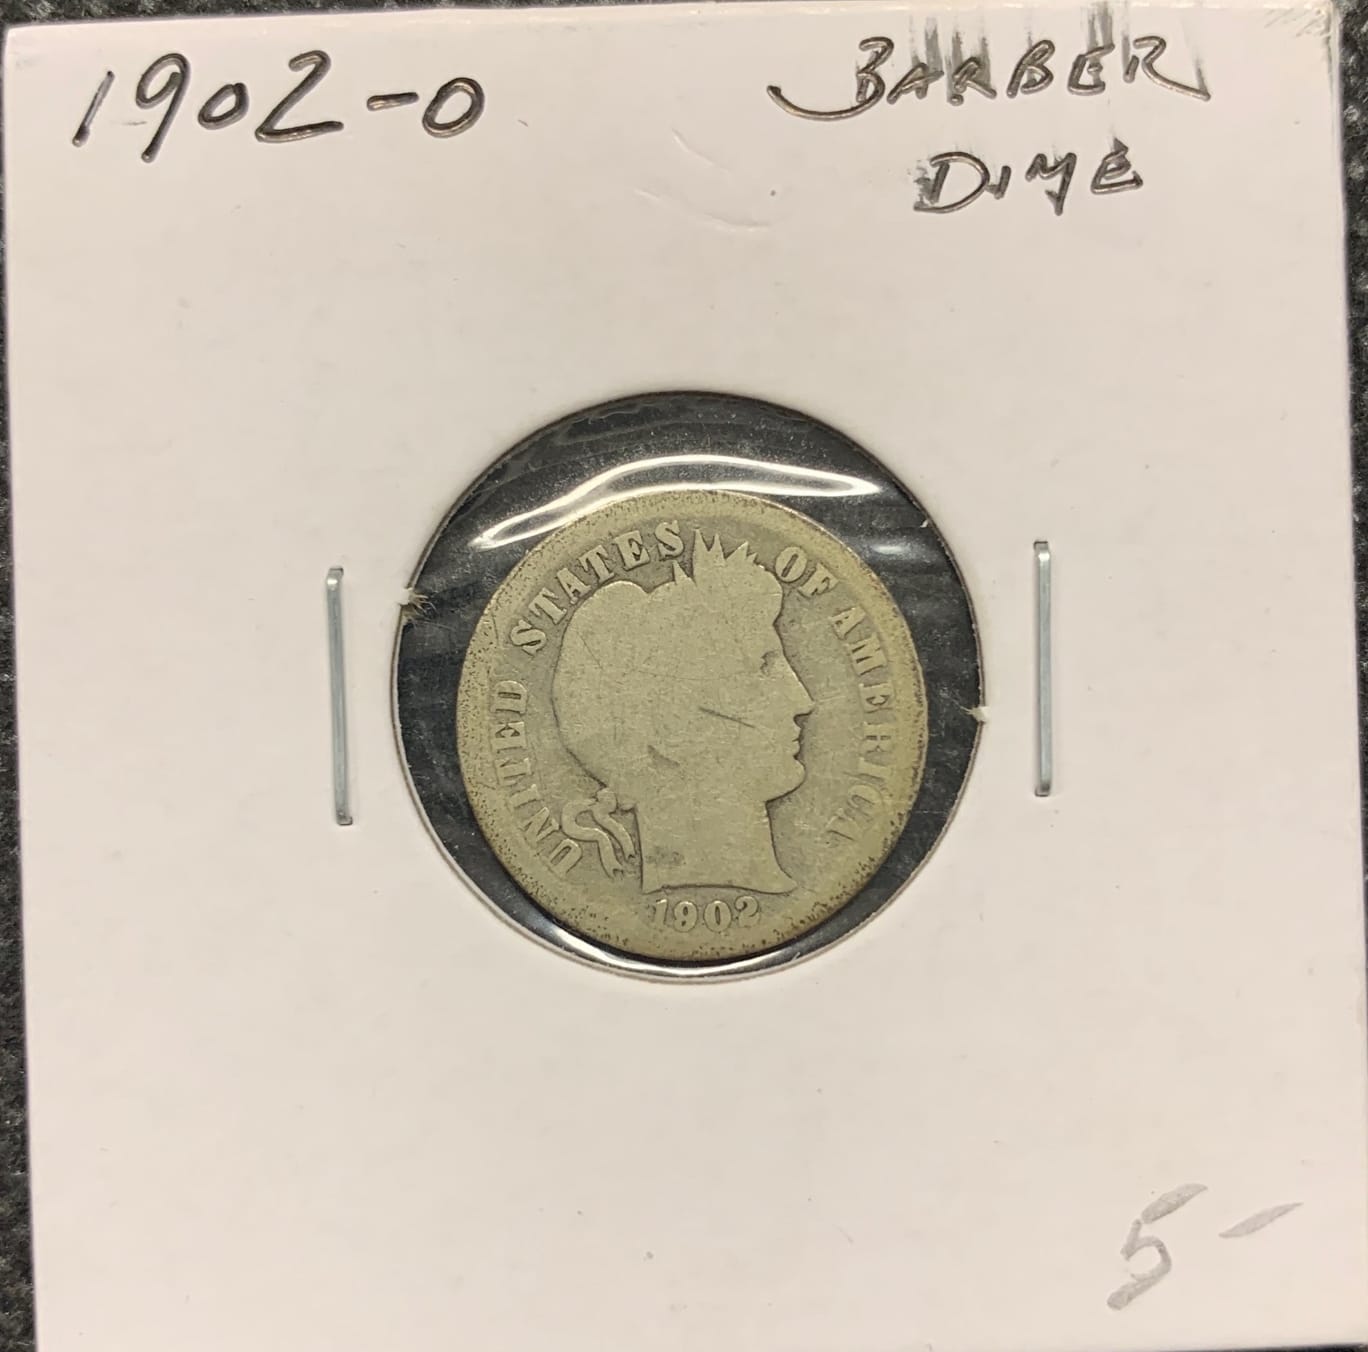 1902-O
BARBER
DIME
UNITED STATES OF AMERICA
1902
5-